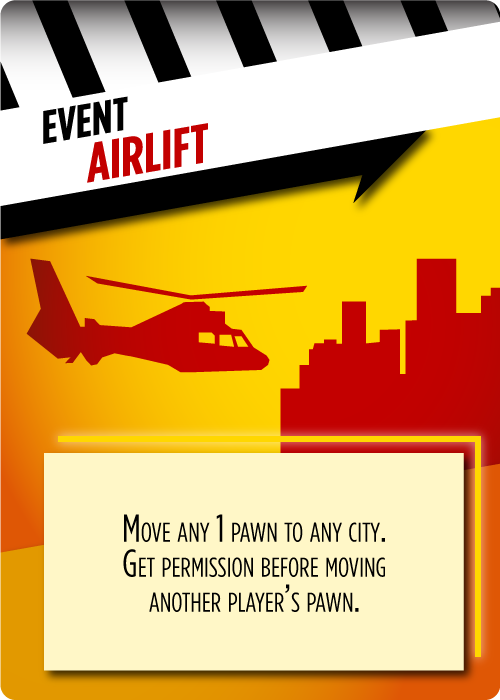 EVENT
AIRLIFT
Move any 1 pawn to any city.
Get permission before moving
another player's pawn.